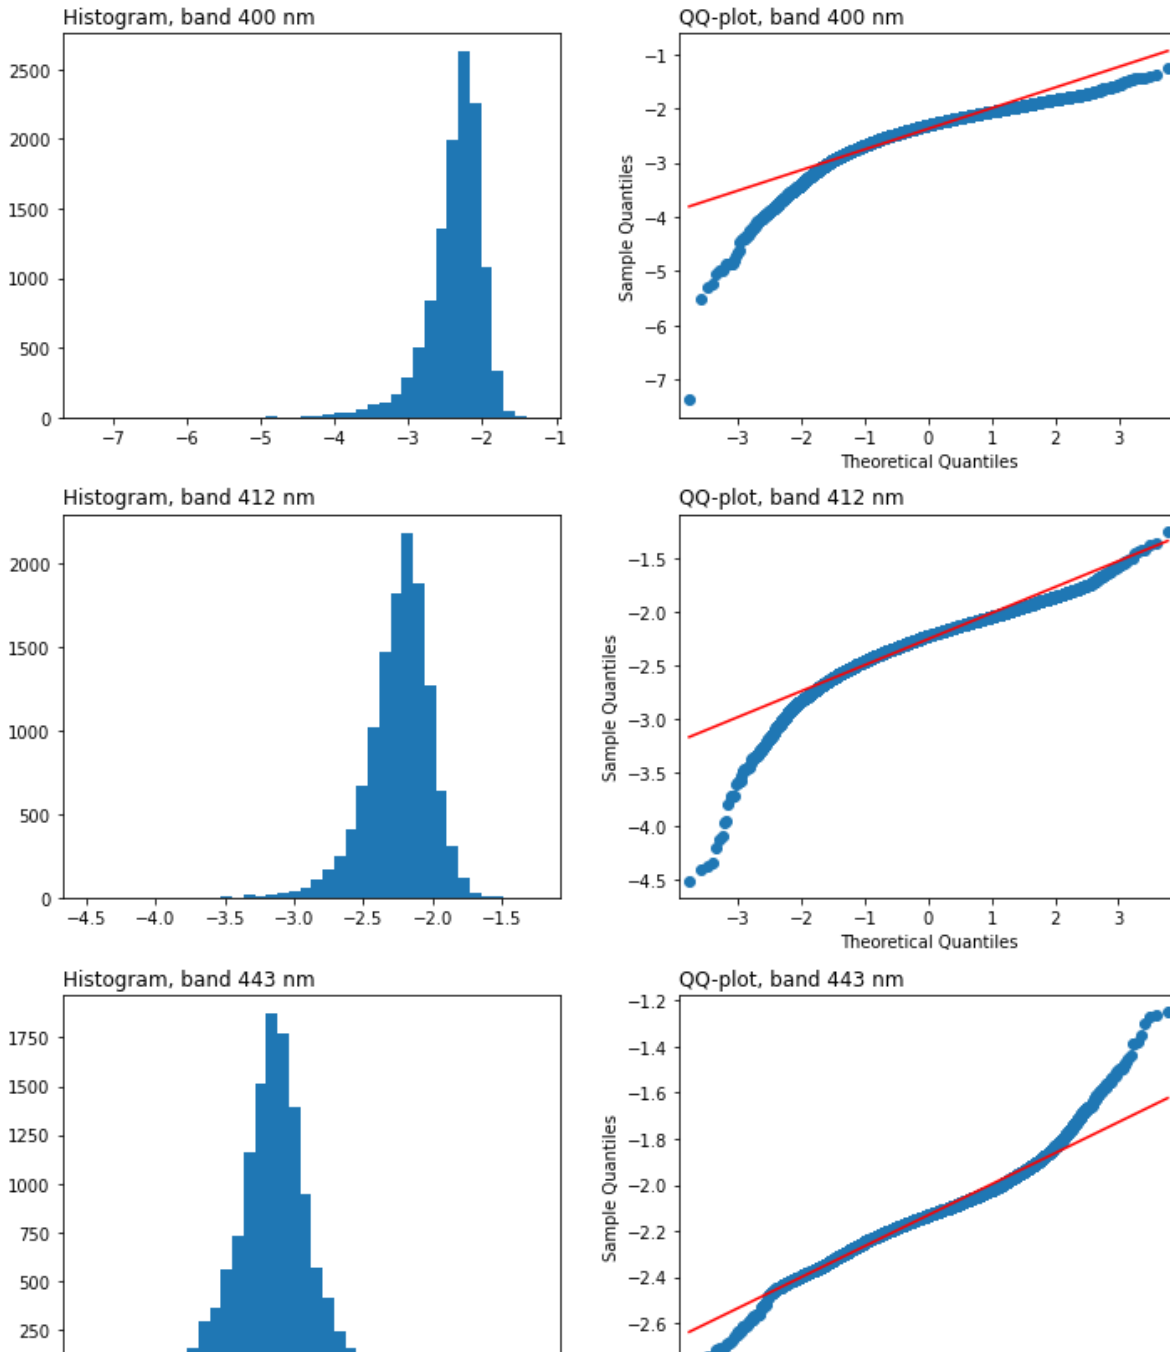 Histogram, band 400 nm
2500
2000
1500
1000
500
0
−7 −6 −5 −4 −3 −2 −1
QQ-plot, band 400 nm
−1
−2
−3
−4
−5
−6
−7
Sample Quantiles
−3 −2 −1 0 1 2 3
Theoretical Quantiles
Histogram, band 412 nm
2000
1500
1000
500
0
−4.5 −4.0 −3.5 −3.0 −2.5 −2.0 −1.5
QQ-plot, band 412 nm
−1.5
−2.0
−2.5
−3.0
−3.5
−4.0
−4.5
Sample Quantiles
−3 −2 −1 0 1 2 3
Theoretical Quantiles
Histogram, band 443 nm
1750
1500
1250
1000
750
500
250
QQ-plot, band 443 nm
−1.2
−1.4
−1.6
−1.8
−2.0
−2.2
−2.4
−2.6
Sample Quantiles